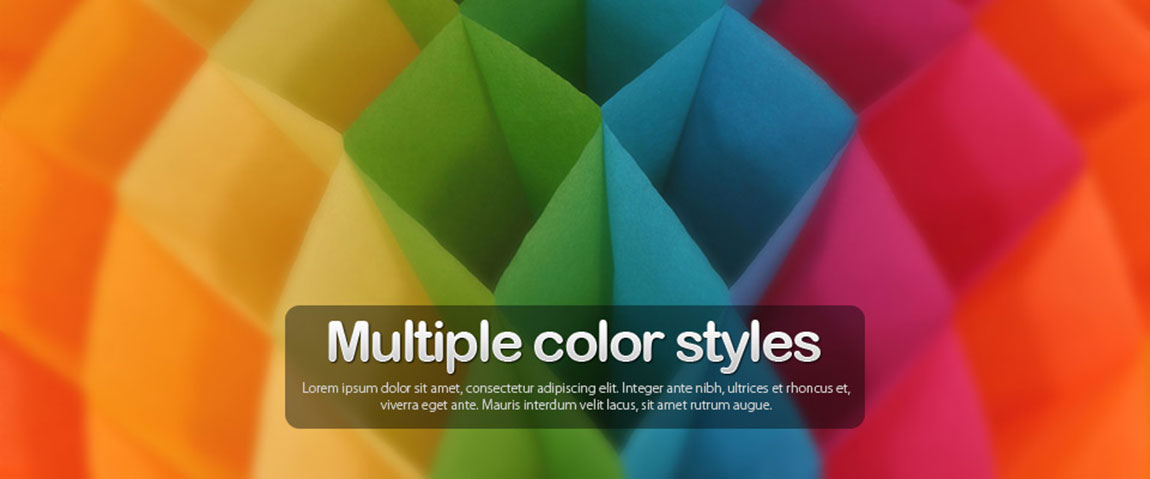 Multiple color styles
Lorem ipsum dolor sit amet, consectetur adipiscing elit. Integer ante nibh, ultrices et rhoncus et,
viverra eget ante. Mauris interdum velit lacus, sit amet rutrum augue.